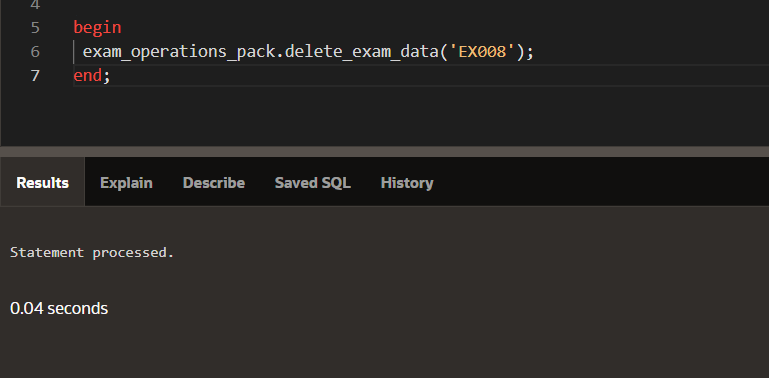 4
5 begin
6 exam_operations_pack.delete_exam_data('EX008');
7 end;
Results Explain Describe Saved SQL History
Statement processed.
0.04 seconds